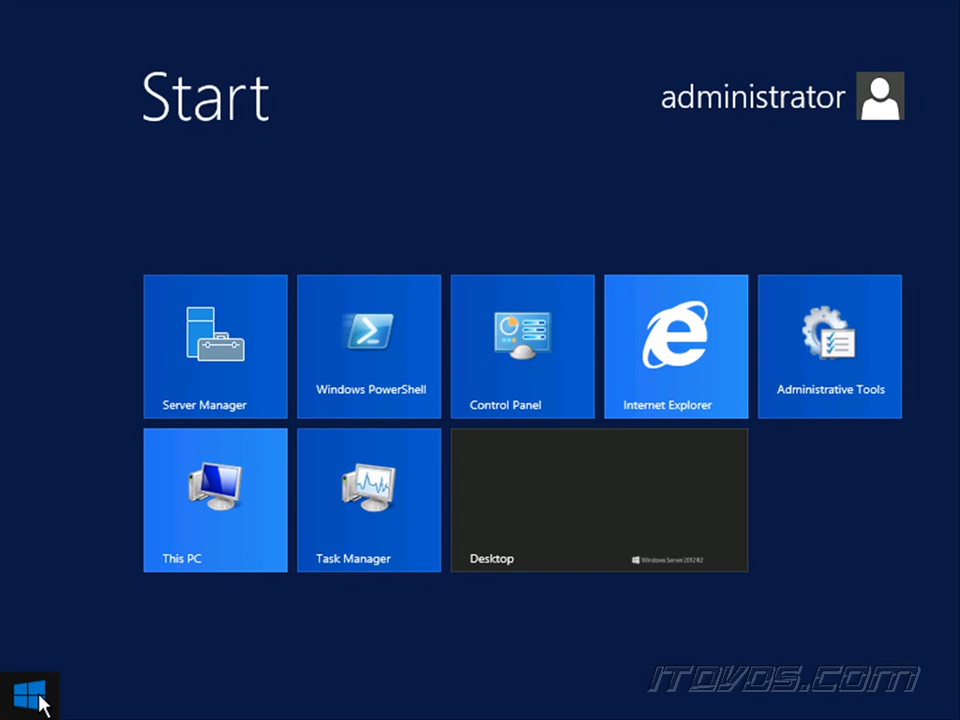 Start
administrator
Server Manager
Windows PowerShell
Control Panel
Internet Explorer
Administrative Tools
This PC
Task Manager
Desktop
Windows Server 2012 R2
ITDVDS.COM